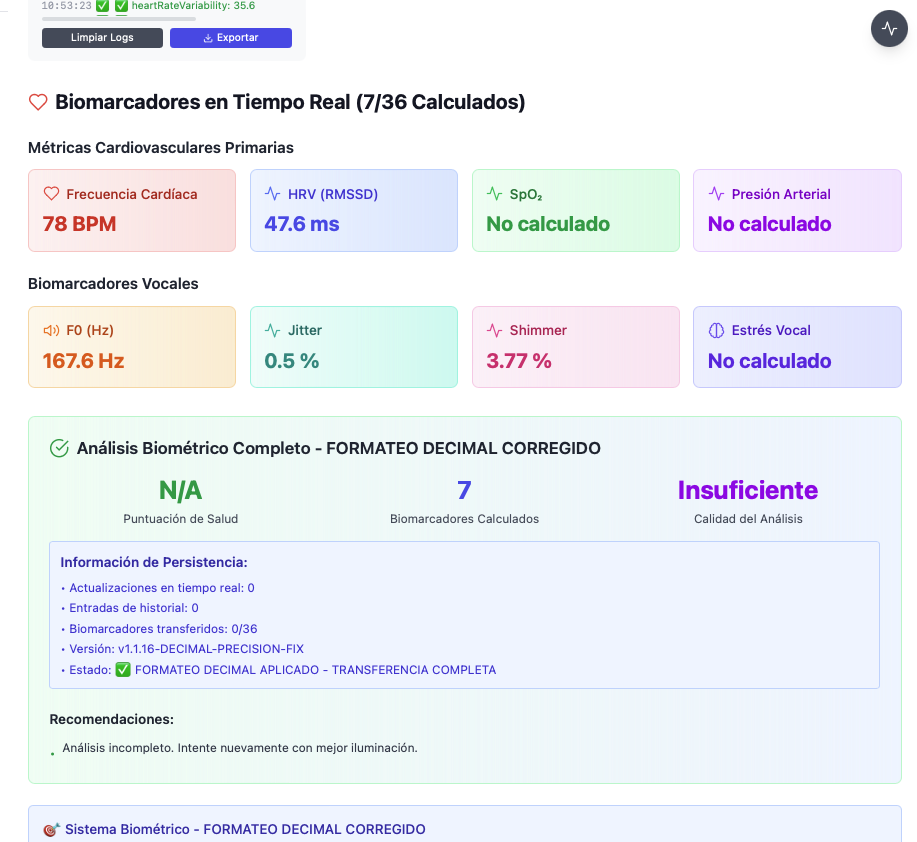 10:53:23 ✅ ✅ heartRateVariability: 35.6
Limpiar Logs
Exportar
Biomarcadores en Tiempo Real (7/36 Calculados)
Métricas Cardiovasculares Primarias
Frecuencia Cardíaca
78 BPM
HRV (RMSSD)
47.6 ms
SpO₂
No calculado
Presión Arterial
No calculado
Biomarcadores Vocales
F0 (Hz)
167.6 Hz
Jitter
0.5 %
Shimmer
3.77 %
Estrés Vocal
No calculado
Análisis Biométrico Completo - FORMATEO DECIMAL CORREGIDO
N/A
Puntuación de Salud
7
Biomarcadores Calculados
Insuficiente
Calidad del Análisis
Información de Persistencia:
• Actualizaciones en tiempo real: 0
• Entradas de historial: 0
• Biomarcadores transferidos: 0/36
• Versión: v1.1.16-DECIMAL-PRECISION-FIX
• Estado: ✅ FORMATEO DECIMAL APLICADO - TRANSFERENCIA COMPLETA
Recomendaciones:
• Análisis incompleto. Intente nuevamente con mejor iluminación.
🎯 Sistema Biométrico - FORMATEO DECIMAL CORREGIDO